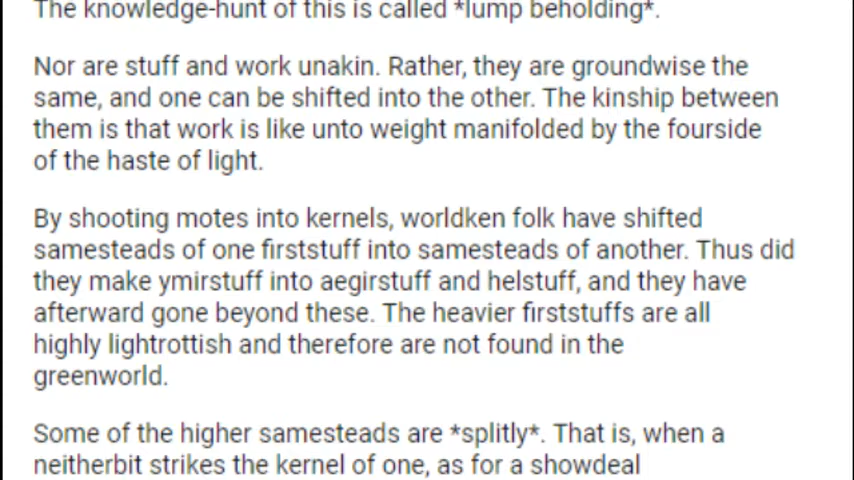 The knowledge-hunt of this is called *lump beholding*.
Nor are stuff and work unakin. Rather, they are groundwise the
same, and one can be shifted into the other. The kinship between
them is that work is like unto weight manifolded by the fourside
of the haste of light.
By shooting motes into kernels, worldken folk have shifted
samesteads of one firststuff into samesteads of another. Thus did
they make ymirstuff into aegirstuff and helstuff, and they have
afterward gone beyond these. The heavier firststuffs are all
highly lightrottish and therefore are not found in the
greenworld.
Some of the higher samesteads are *splitly*. That is, when a
neitherbit strikes the kernel of one, as for a showdeal